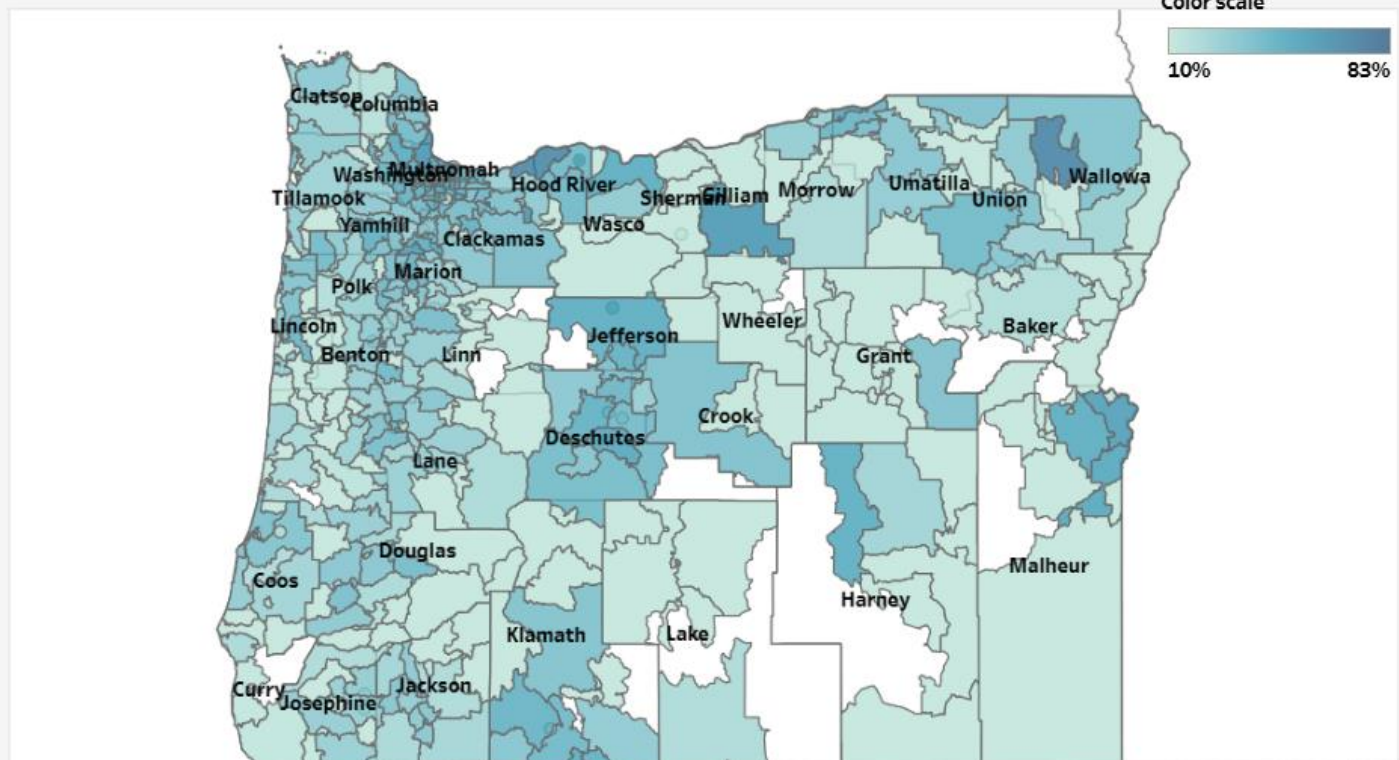 Color scale
10% 83%
Clatsop
Columbia
Multnomah
Washington
Hood River
Tillamook
Sherman
Gilliam
Morrow
Umatilla
Wallowa
Union
Yamhill
Wasco
Clackamas
Marion
Polk
Lincoln
Jefferson
Wheeler
Baker
Benton
Linn
Grant
Crook
Deschutes
Lane
Douglas
Malheur
Coos
Harney
Klamath
Lake
Curry
Jackson
Josephine